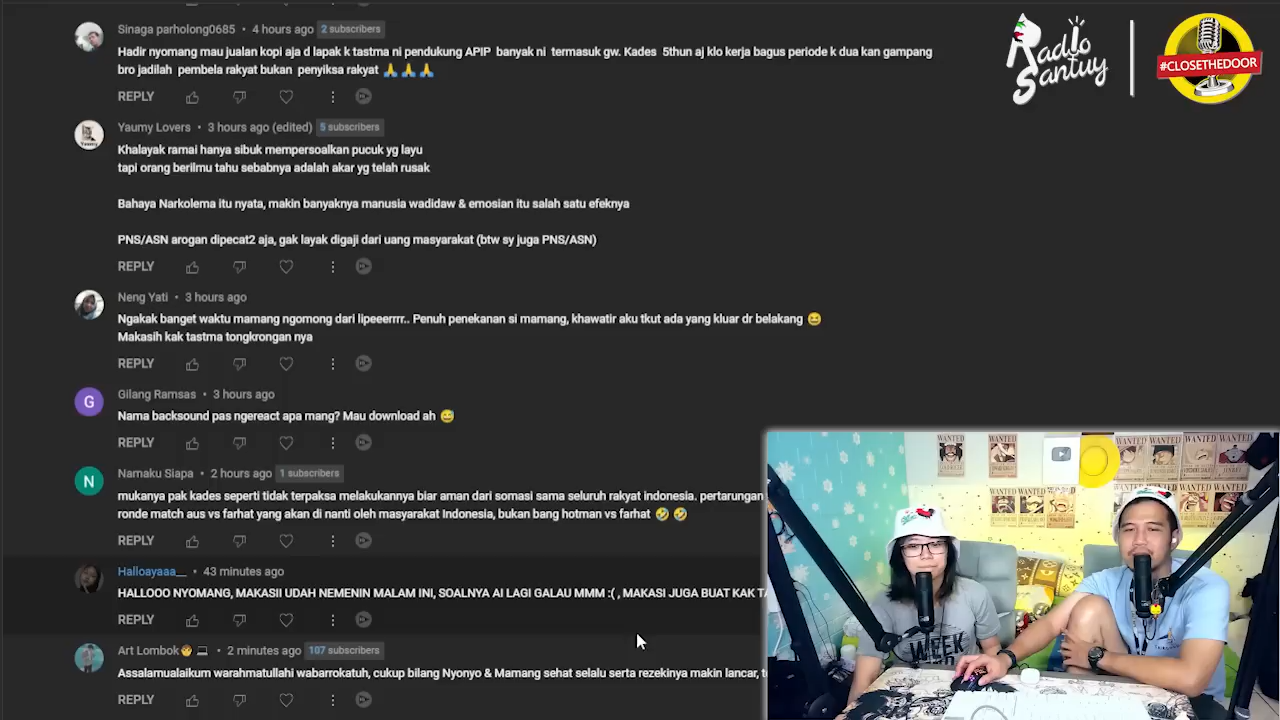 Sinaga parholong0685 • 4 hours ago 2 subscribers
Hadir nyomang mau jualan kopi aja d lapak k tastma ni pendukung APIP banyak ni termasuk gw. Kades 5thun aj klo kerja bagus periode k dua kan gampang
bro jadilah pembela rakyat bukan penyiksa rakyat 🙏🙏🙏
REPLY
Yaumy Lovers • 3 hours ago (edited) 5 subscribers
Khalayak ramai hanya sibuk mempersoalkan pucuk yg layu
tapi orang berilmu tahu sebabnya adalah akar yg telah rusak
Bahaya Narkolema itu nyata, makin banyaknya manusia wadidaw & emosian itu salah satu efeknya
PNS/ASN arogan dipecat2 aja, gak layak digaji dari uang masyarakat (btw sy juga PNS/ASN)
REPLY
Neng Yati • 3 hours ago
Ngakak banget waktu mamang ngomong dari lipeeerrrr.. Penuh penekanan si mamang, khawatir aku tkut ada yang kluar dr belakang 😆
Makasih kak tastma tongkrongan nya
REPLY
G
Gilang Ramsas • 3 hours ago
Nama backsound pas ngereact apa mang? Mau download ah 😅
REPLY
N
Namaku Siapa • 2 hours ago 1 subscribers
mukanya pak kades seperti tidak terpaksa melakukannya biar aman dari somasi sama seluruh rakyat indonesia. pertarungan
ronde match aus vs farhat yang akan di tonton oleh masyarakat Indonesia, bukan bang hotman vs farhat 🤣🤣
REPLY
Halloayaaa__ • 43 minutes ago
HALLOOO NYOMANG, MAKASII UDAH NEMENIN MALAM INI, SOALNYA AI LAGI GALAU MMM :( , MAKASI JUGA BUAT KAK TA
REPLY
Art Lombok • 2 minutes ago 107 subscribers
Assalamualaikum warahmatullahi wabarrokatuh, cukup bilang Nyonyo & Mamang sehat selalu serta rezekinya makin lancar,
REPLY
Radio
Santuy
#CLOSETHEDOOR
WANTED
WANTED
WANTED
WANTED
WANTED
WANTED
WEEK